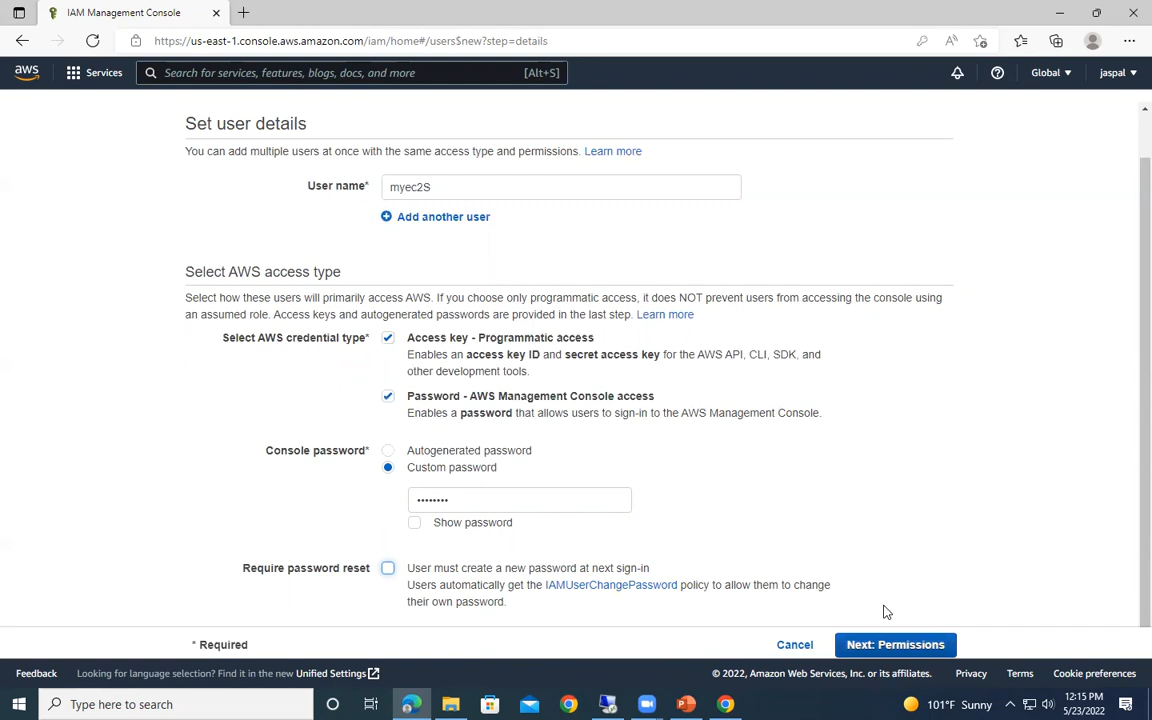 IAM Management Console
https://us-east-1.console.aws.amazon.com/iam/home#/users$new?step=details
aws
Services
Search for services, features, blogs, docs, and more
[Alt+S]
Global
jaspal
Set user details
You can add multiple users at once with the same access type and permissions. Learn more
User name*
myec2S
Add another user
Select AWS access type
Select how these users will primarily access AWS. If you choose only programmatic access, it does NOT prevent users from accessing the console using
an assumed role. Access keys and autogenerated passwords are provided in the last step. Learn more
Select AWS credential type*
Access key - Programmatic access
Enables an access key ID and secret access key for the AWS API, CLI, SDK, and
other development tools.
Password - AWS Management Console access
Enables a password that allows users to sign-in to the AWS Management Console.
Console password*
Autogenerated password
Custom password
••••••••
Show password
Require password reset
User must create a new password at next sign-in
Users automatically get the IAMUserChangePassword policy to allow them to change
their own password.
* Required
Cancel
Next: Permissions
Feedback
Looking for language selection? Find it in the new Unified Settings
© 2022, Amazon Web Services, Inc. or its affiliates.
Privacy
Terms
Cookie preferences
Type here to search
101°F Sunny
12:15 PM
5/23/2022